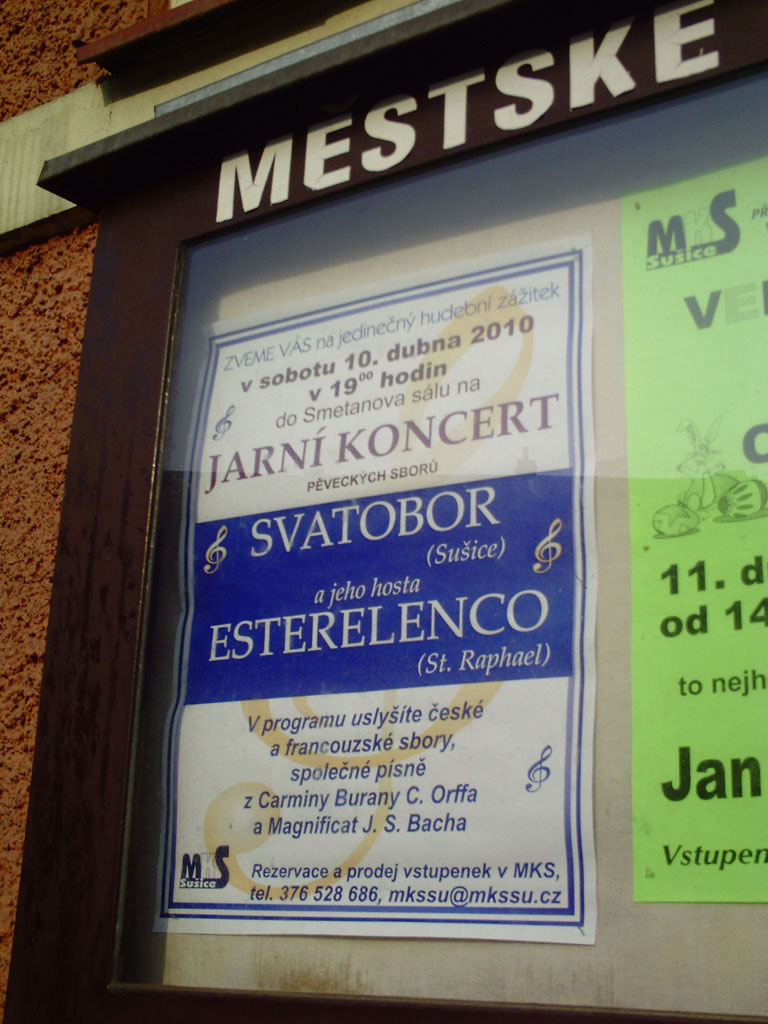 MĚSTSKÉ
ZVEME VÁS na jedinečný hudební zážitek
v sobotu 10. dubna 2010
v 19⁰⁰ hodin
do Smetanova sálu na
JARNÍ KONCERT
PĚVECKÝCH SBORŮ
SVATOBOR
(Sušice)
a jeho hosta
ESTERELENCO
(St. Raphael)
V programu uslyšíte české
a francouzské sbory,
společné písně
z Carminy Burany C. Orffa
a Magnificat J. S. Bacha
MKS
Sušice
Rezervace a prodej vstupenek v MKS,
tel. 376 528 686, mkssu@mkssu.cz
MKS
Sušice
11. d
od 14
to nejh
Jan
Vstupen